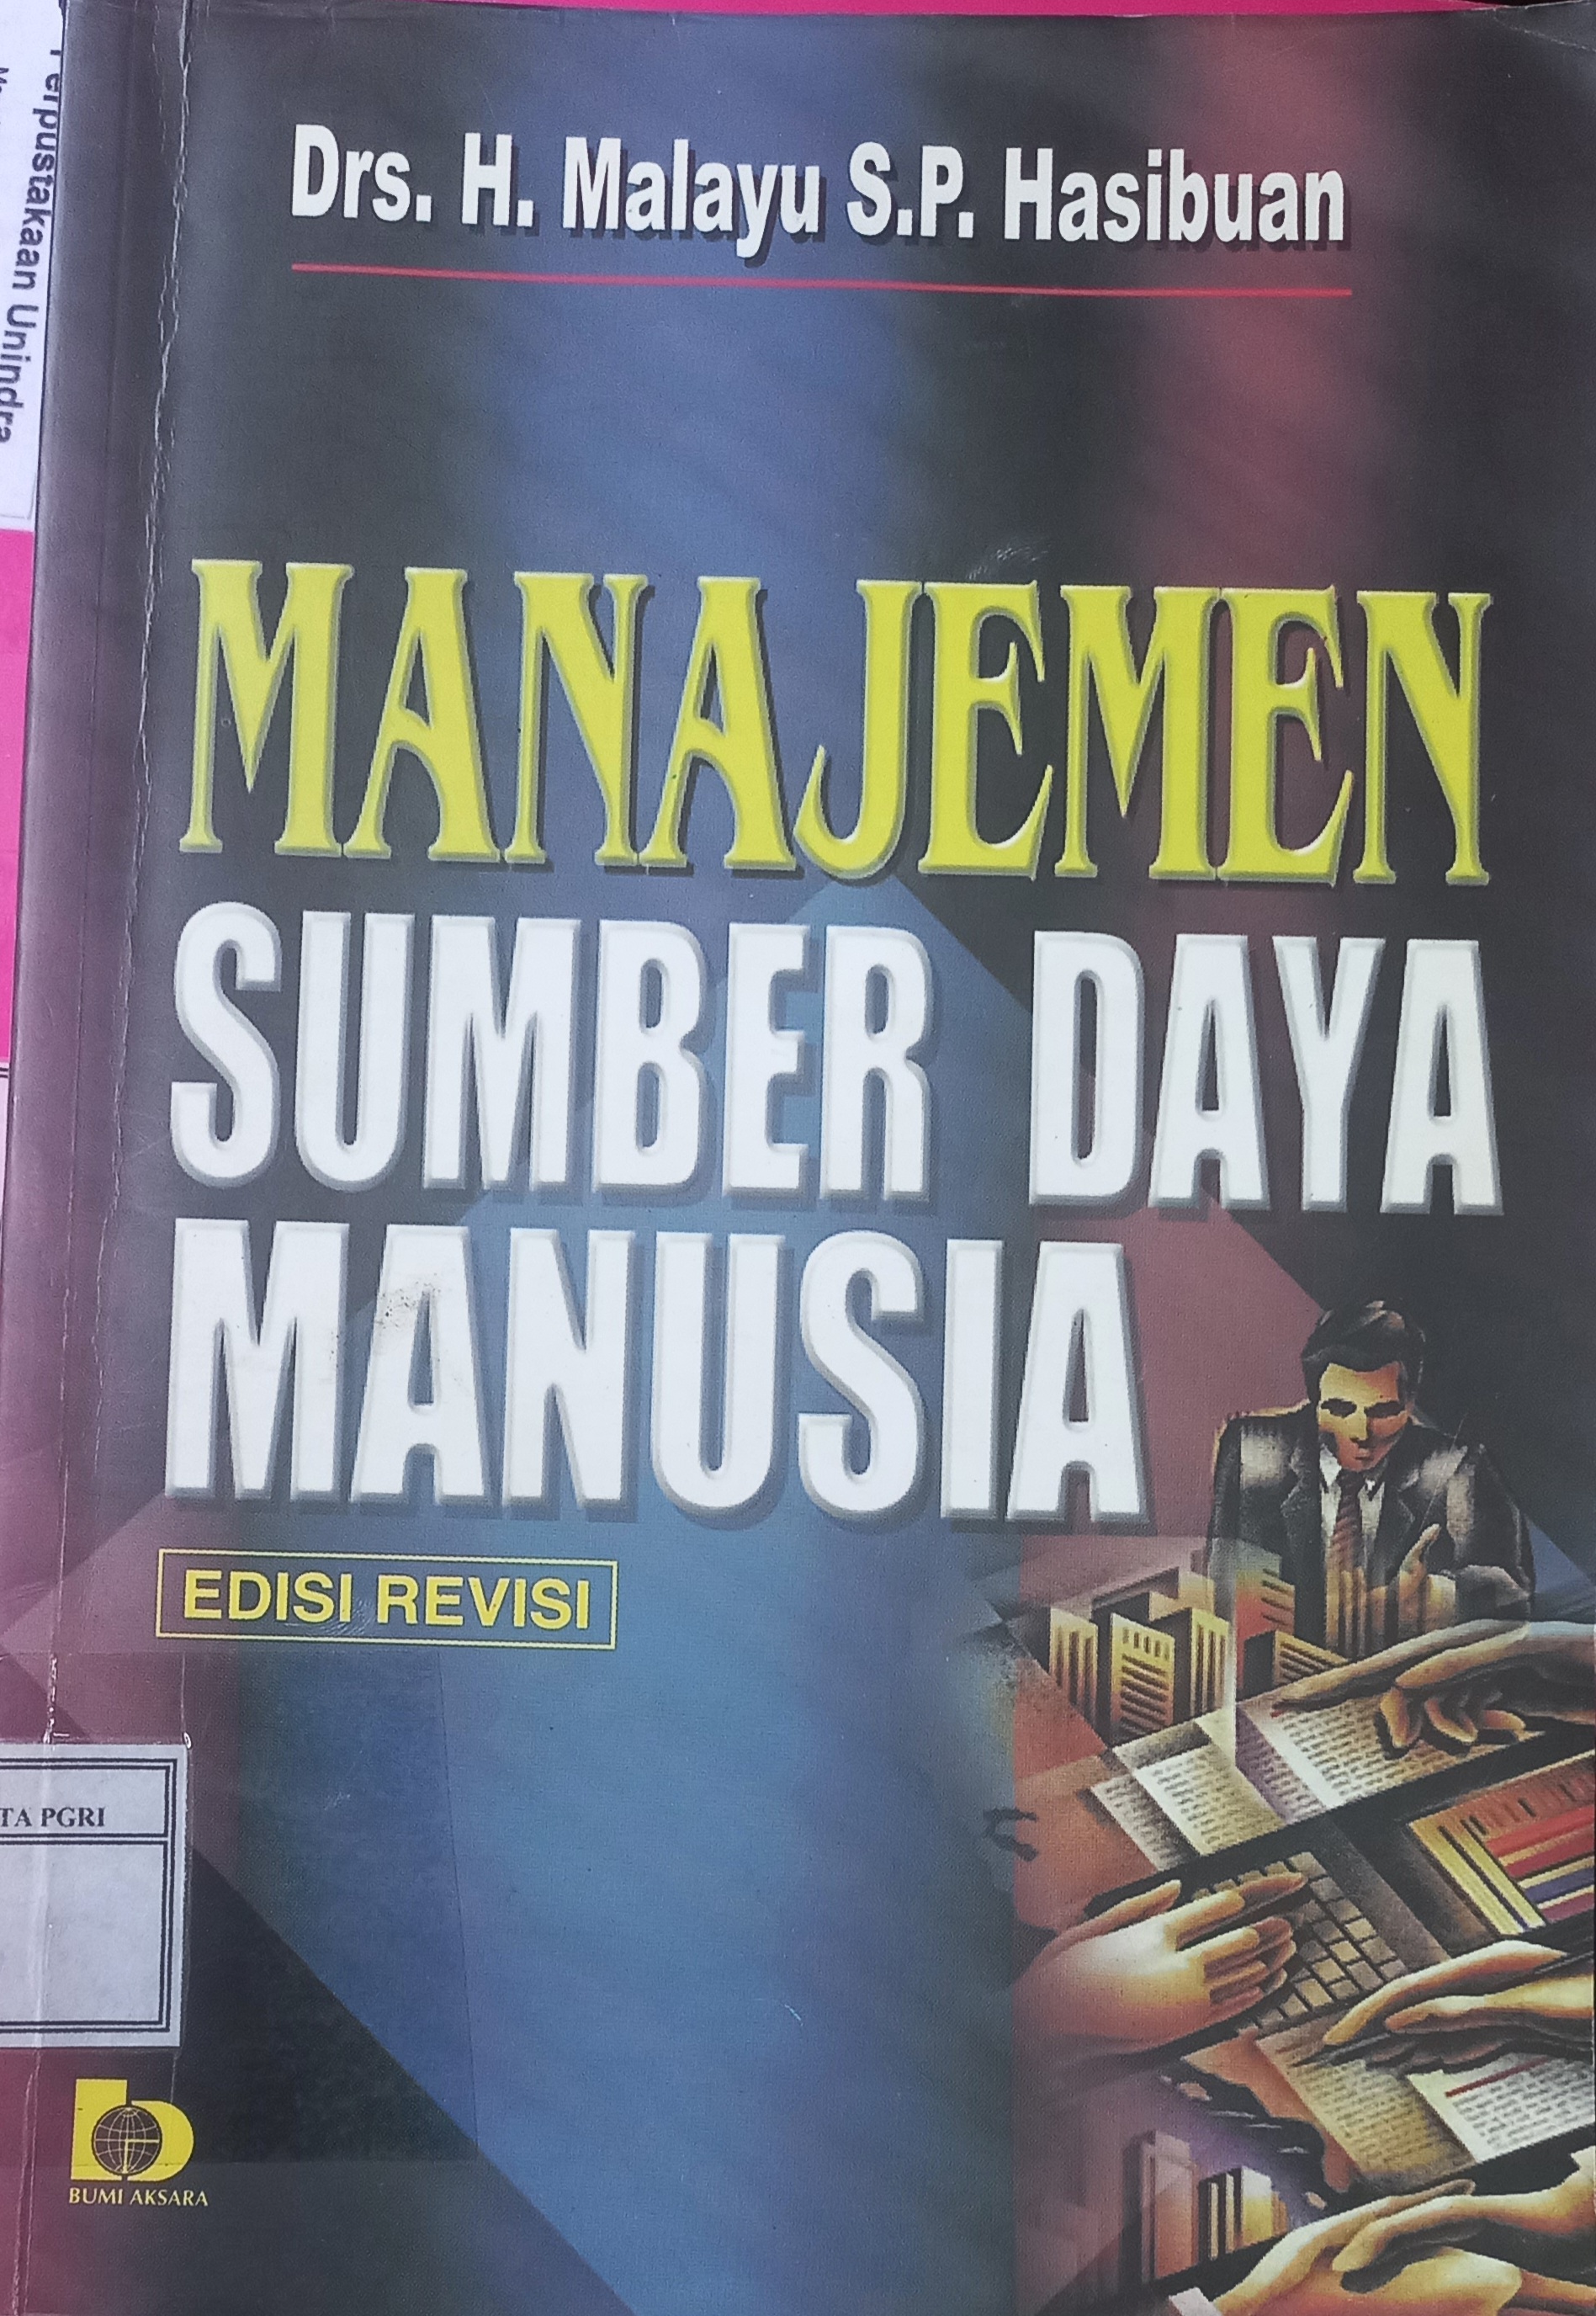 Perpustakaan Unindra
Drs. H. Malayu S.P. Hasibuan
MANAJEMEN
SUMBER DAYA
MANUSIA
EDISI REVISI
TA PGRI
BUMI AKSARA